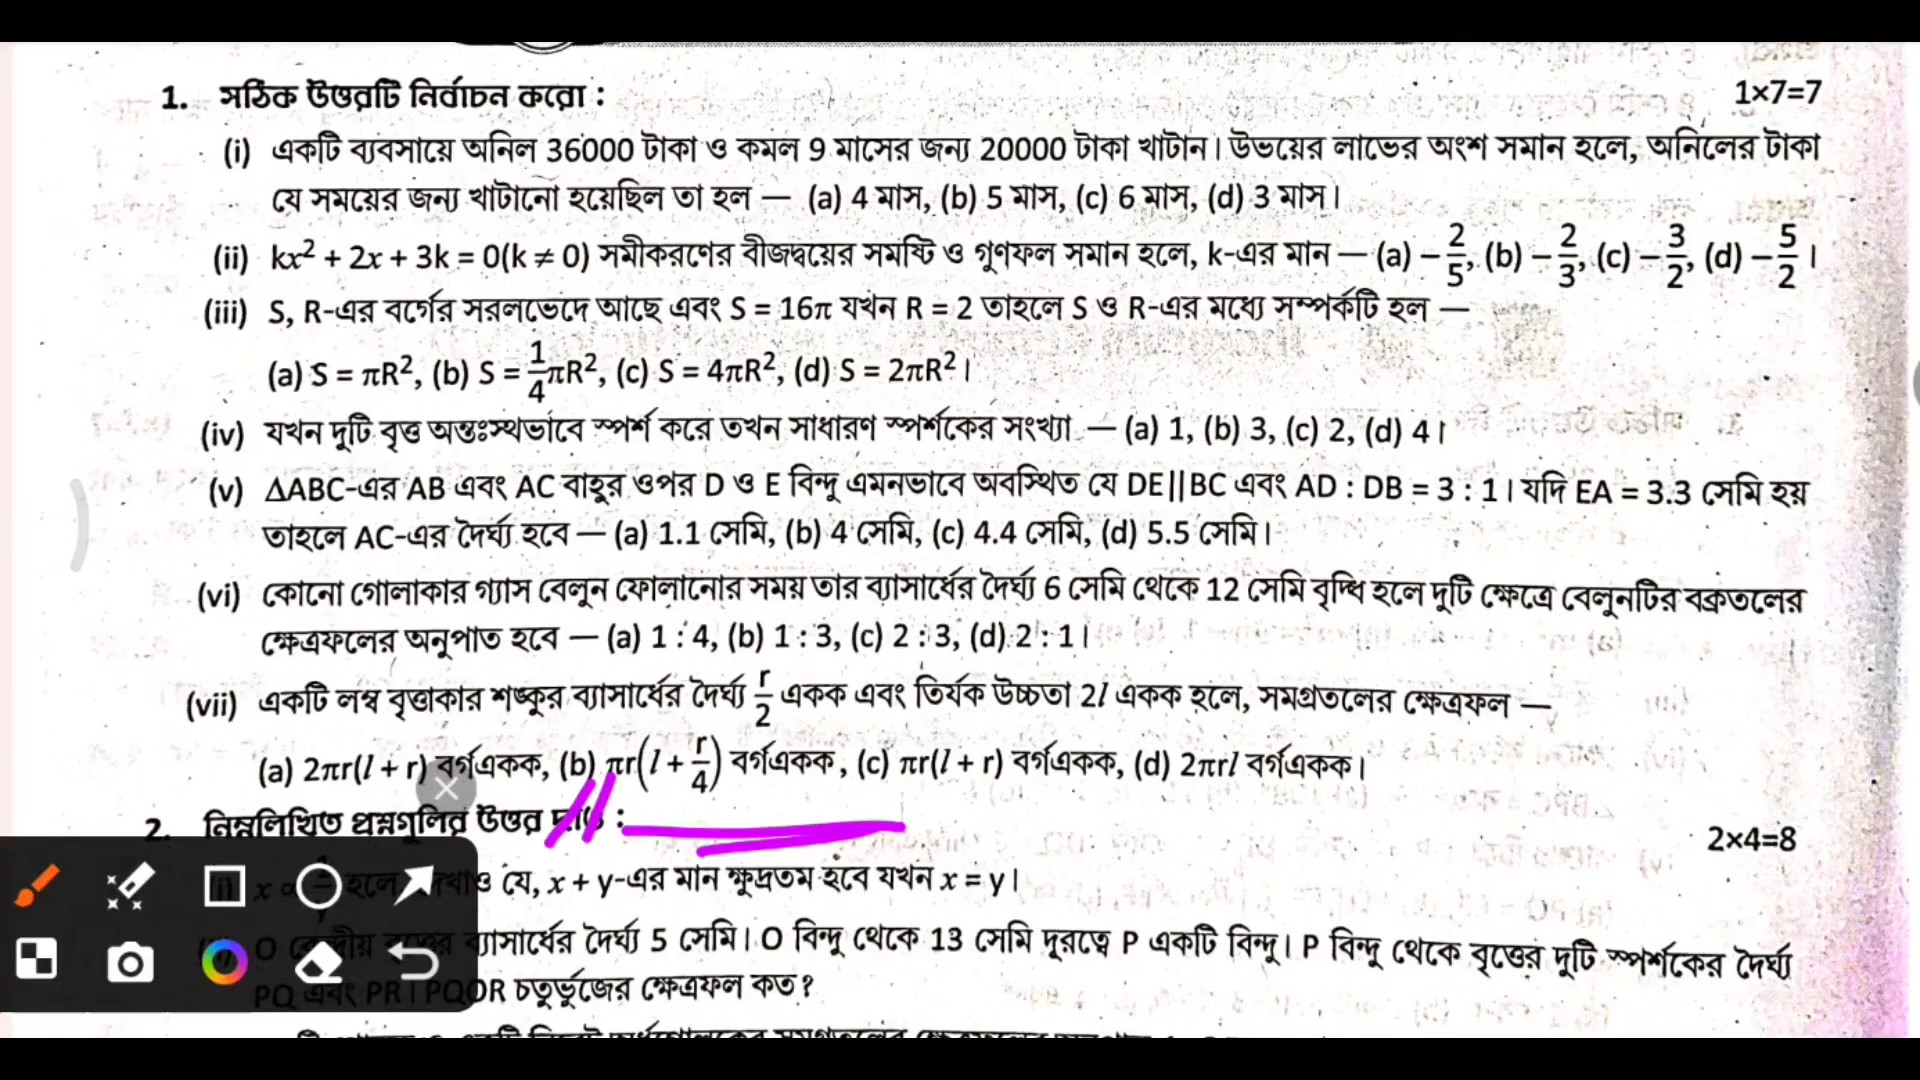 1. সঠিক উত্তরটি নির্বাচন করো : 1×7=7
(i) একটি ব্যবসায়ে অনিল 36000 টাকা ও কমল 9 মাসের জন্য 20000 টাকা খাটান। উভয়ের লাভের অংশ সমান হলে, অনিলের টাকা
যে সময়ের জন্য খাটানো হয়েছিল তা হল — (a) 4 মাস, (b) 5 মাস, (c) 6 মাস, (d) 3 মাস।
(ii) kx² + 2x + 3k = 0(k ≠ 0) সমীকরণের বীজদ্বয়ের সমষ্টি ও গুণফল সমান হলে, k-এর মান — (a) −2/5, (b) −2/3, (c) −3/2, (d) −5/2।
(iii) S, R-এর বর্গের সরলভেদে আছে এবং S = 16π যখন R = 2 তাহলে S ও R-এর মধ্যে সম্পর্কটি হল —
(a) S = πR², (b) S = 1/4πR², (c) S = 4πR², (d) S = 2πR²।
(iv) যখন দুটি বৃত্ত অন্তঃস্থভাবে স্পর্শ করে তখন সাধারণ স্পর্শকের সংখ্যা — (a) 1, (b) 3, (c) 2, (d) 4।
(v) ΔABC-এর AB এবং AC বাহুর ওপর D ও E বিন্দু এমনভাবে অবস্থিত যে DE||BC এবং AD : DB = 3 : 1। যদি EA = 3.3 সেমি হয়
তাহলে AC-এর দৈর্ঘ্য হবে — (a) 1.1 সেমি, (b) 4 সেমি, (c) 4.4 সেমি, (d) 5.5 সেমি।
(vi) কোনো গোলাকার গ্যাস বেলুন ফোলানোর সময় তার ব্যাসার্ধের দৈর্ঘ্য 6 সেমি থেকে 12 সেমি বৃদ্ধি হলে দুটি ক্ষেত্রে বেলুনটির বক্রতলের
ক্ষেত্রফলের অনুপাত হবে — (a) 1 : 4, (b) 1 : 3, (c) 2 : 3, (d) 2 : 1।
(vii) একটি লম্ব বৃত্তাকার শঙ্কুর ব্যাসার্ধের দৈর্ঘ্য r/2 একক এবং তির্যক উচ্চতা 2l একক হলে, সমগ্রতলের ক্ষেত্রফল —
(a) 2πr(l + r) বর্গএকক, (b) πr(l + r/4) বর্গএকক, (c) πr(l + r) বর্গএকক, (d) 2πrl বর্গএকক।
2. নিম্নলিখিত প্রশ্নগুলির উত্তর দাও : 2×4=8
(i) x হলে যে, x + y-এর মান ক্ষুদ্রতম হবে যখন x = y।
O ব্যাসার্ধের দৈর্ঘ্য 5 সেমি। O বিন্দু থেকে 13 সেমি দূরত্বে P একটি বিন্দু। P বিন্দু থেকে বৃত্তের দুটি স্পর্শকের দৈর্ঘ্য
PQ এবং PR। PQOR চতুর্ভুজের ক্ষেত্রফল কত?